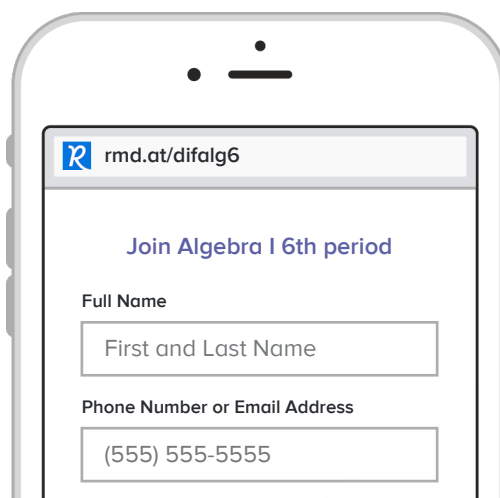 rmd.at/difalg6
Join Algebra I 6th period
Full Name
First and Last Name
Phone Number or Email Address
(555) 555-5555